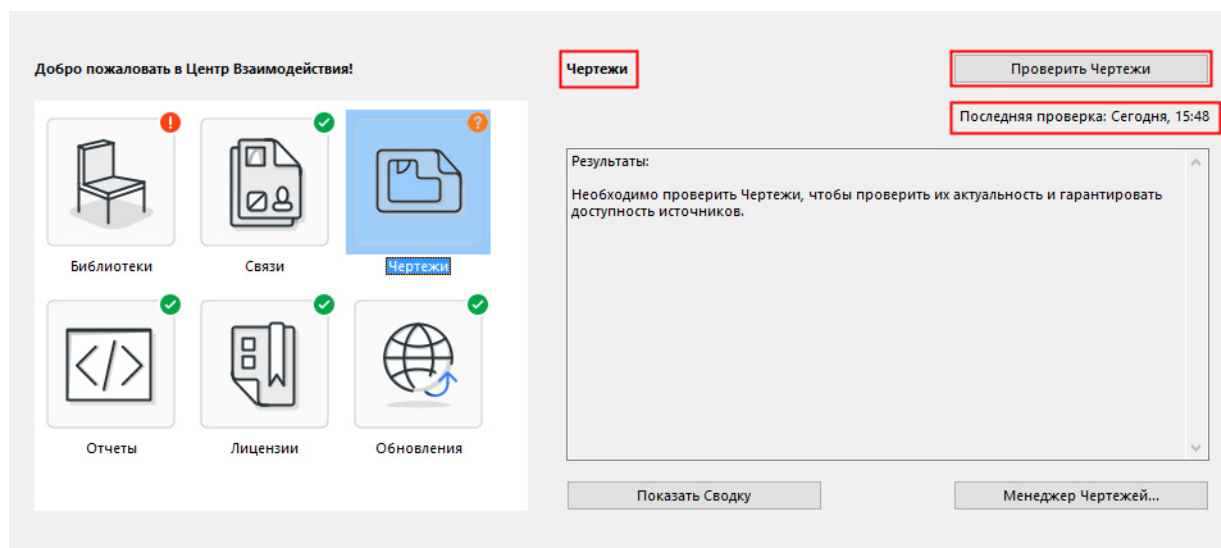 Добро пожаловать в Центр Взаимодействия!
Библиотеки
Связи
Чертежи
Отчеты
Лицензии
Обновления
Чертежи
Проверить Чертежи
Последняя проверка: Сегодня, 15:48
Результаты:
Необходимо проверить Чертежи, чтобы проверить их актуальность и гарантировать
доступность источников.
Показать Сводку
Менеджер Чертежей...